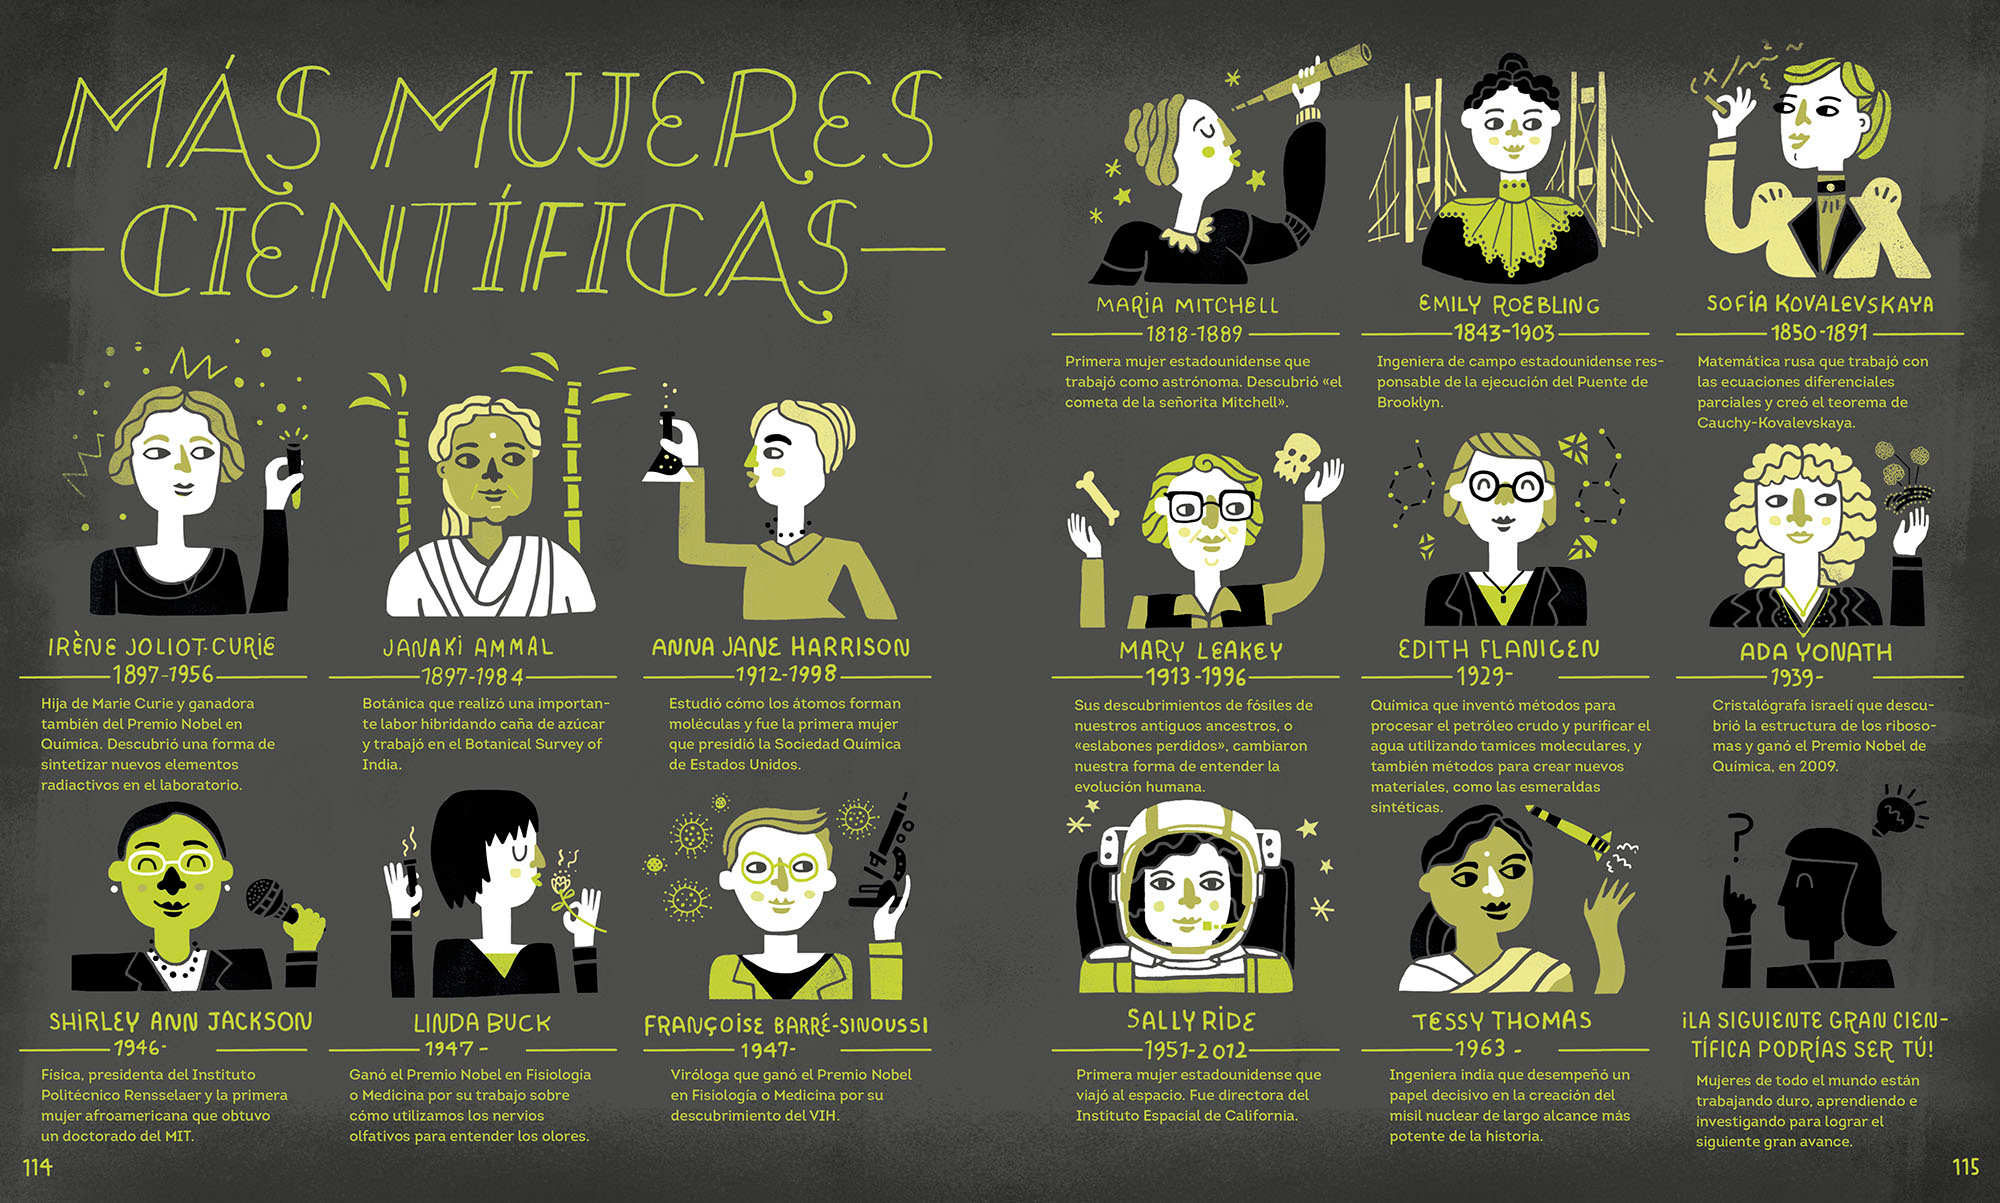 MÁS MUJERES
CIENTÍFICAS
IRÈNE JOLIOT-CURIE
1897-1956
Hija de Marie Curie y ganadora
también del Premio Nobel en
Química. Descubrió una forma de
sintetizar nuevos elementos
radiactivos en el laboratorio.
JANAKI AMMAL
1897-1984
Botánica que realizó una importan-
te labor hibridando caña de azúcar
y trabajó en el Botanical Survey of
India.
ANNA JANE HARRISON
1912-1998
Estudió cómo los átomos forman
moléculas y fue la primera mujer
que presidió la Sociedad Química
de Estados Unidos.
SHIRLEY ANN JACKSON
1946-
Física, presidenta del Instituto
Politécnico Rensselaer y la primera
mujer afroamericana que obtuvo
un doctorado del MIT.
LINDA BUCK
1947-
Ganó el Premio Nobel en Fisiología
o Medicina por su trabajo sobre
cómo utilizamos los nervios
olfativos para entender los olores.
FRANÇOISE BARRÉ-SINOUSSI
1947-
Viróloga que ganó el Premio Nobel
en Fisiología o Medicina por su
descubrimiento del VIH.
114
MARIA MITCHELL
1818-1889
Primera mujer estadounidense que
trabajó como astrónoma. Descubrió «el
cometa de la señorita Mitchell».
EMILY ROEBLING
1843-1903
Ingeniera de campo estadounidense res-
ponsable de la ejecución del Puente de
Brooklyn.
SOFÍA KOVALEVSKAYA
1850-1891
Matemática rusa que trabajó con
las ecuaciones diferenciales
parciales y creó el teorema de
Cauchy-Kovalevskaya.
MARY LEAKEY
1913-1996
Sus descubrimientos de fósiles de
nuestros antiguos ancestros, o
«eslabones perdidos», cambiaron
nuestra forma de entender la
evolución humana.
EDITH FLANIGEN
1929-
Química que inventó métodos para
procesar el petróleo crudo y purificar el
agua utilizando tamices moleculares, y
también métodos para crear nuevos
materiales, como las esmeraldas
sintéticas.
ADA YONATH
1939-
Cristalógrafa israelí que descu-
brió la estructura de los riboso-
mas y ganó el Premio Nobel de
Química, en 2009.
SALLY RIDE
1951-2012
Primera mujer estadounidense que
viajó al espacio. Fue directora del
Instituto Espacial de California.
TESSY THOMAS
1963-
Ingeniera india que desempeñó un
papel decisivo en la creación del
misil nuclear de largo alcance más
potente de la historia.
?
¡LA SIGUIENTE GRAN CIEN-
TÍFICA PODRÍAS SER TÚ!
Mujeres de todo el mundo están
trabajando duro, aprendiendo e
investigando para lograr el
siguiente gran avance.
115